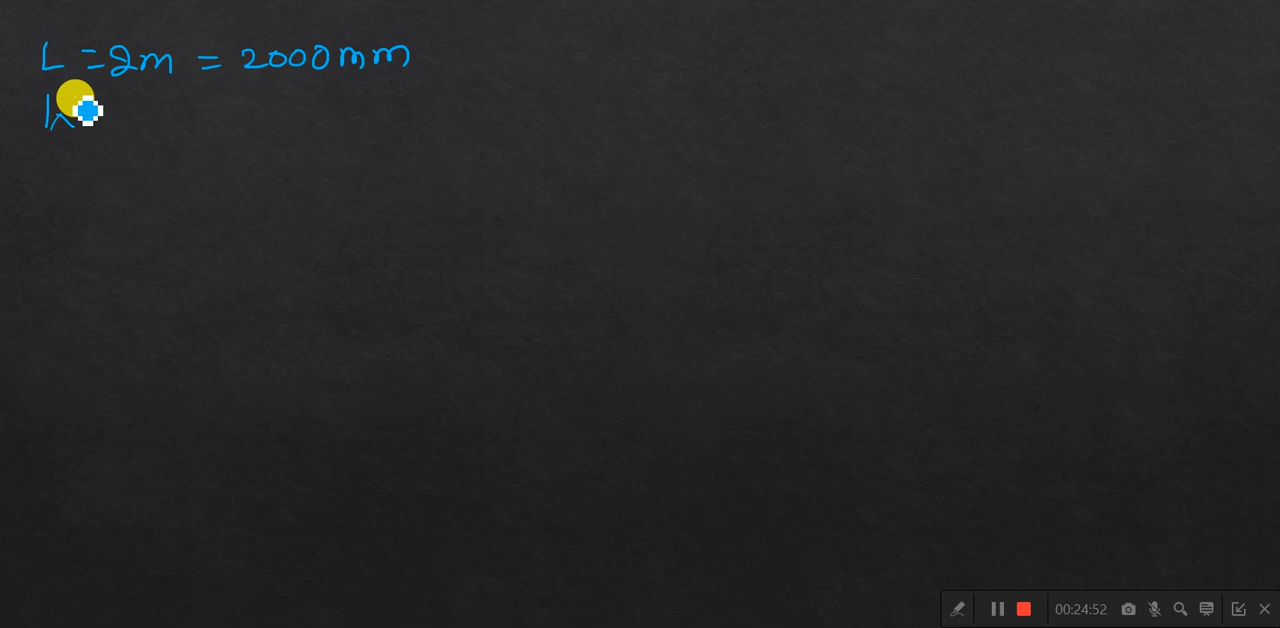 L = 2m = 2000mm
00:24:52